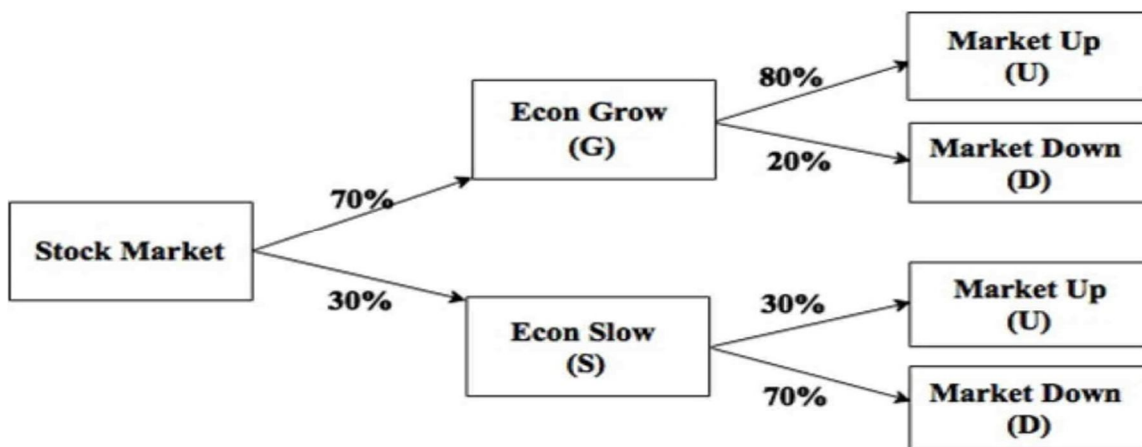 Market Up
(U)
80%
Econ Grow
(G)
20%
Market Down
(D)
70%
Stock Market
30%
Market Up
(U)
30%
Econ Slow
(S)
70%
Market Down
(D)